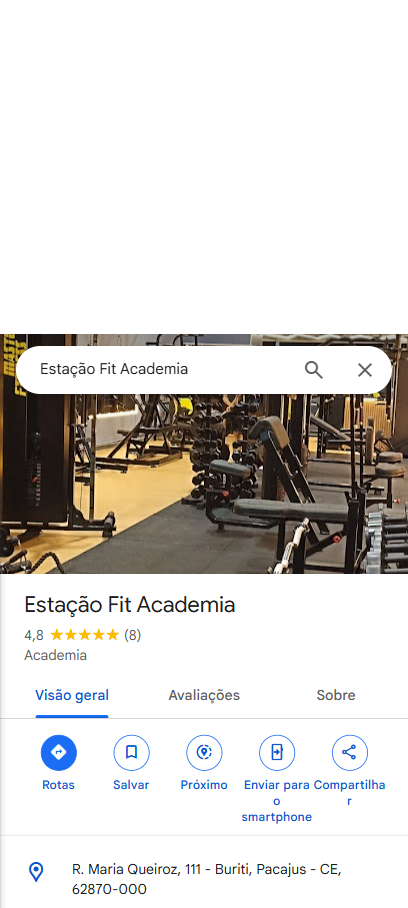 Estação Fit Academia
Estação Fit Academia
4,8 (8)
Academia
Visão geral Avaliações Sobre
Rotas Salvar Próximo Enviar para o smartphone Compartilhar
R. Maria Queiroz, 111 - Buriti, Pacajus - CE,
62870-000